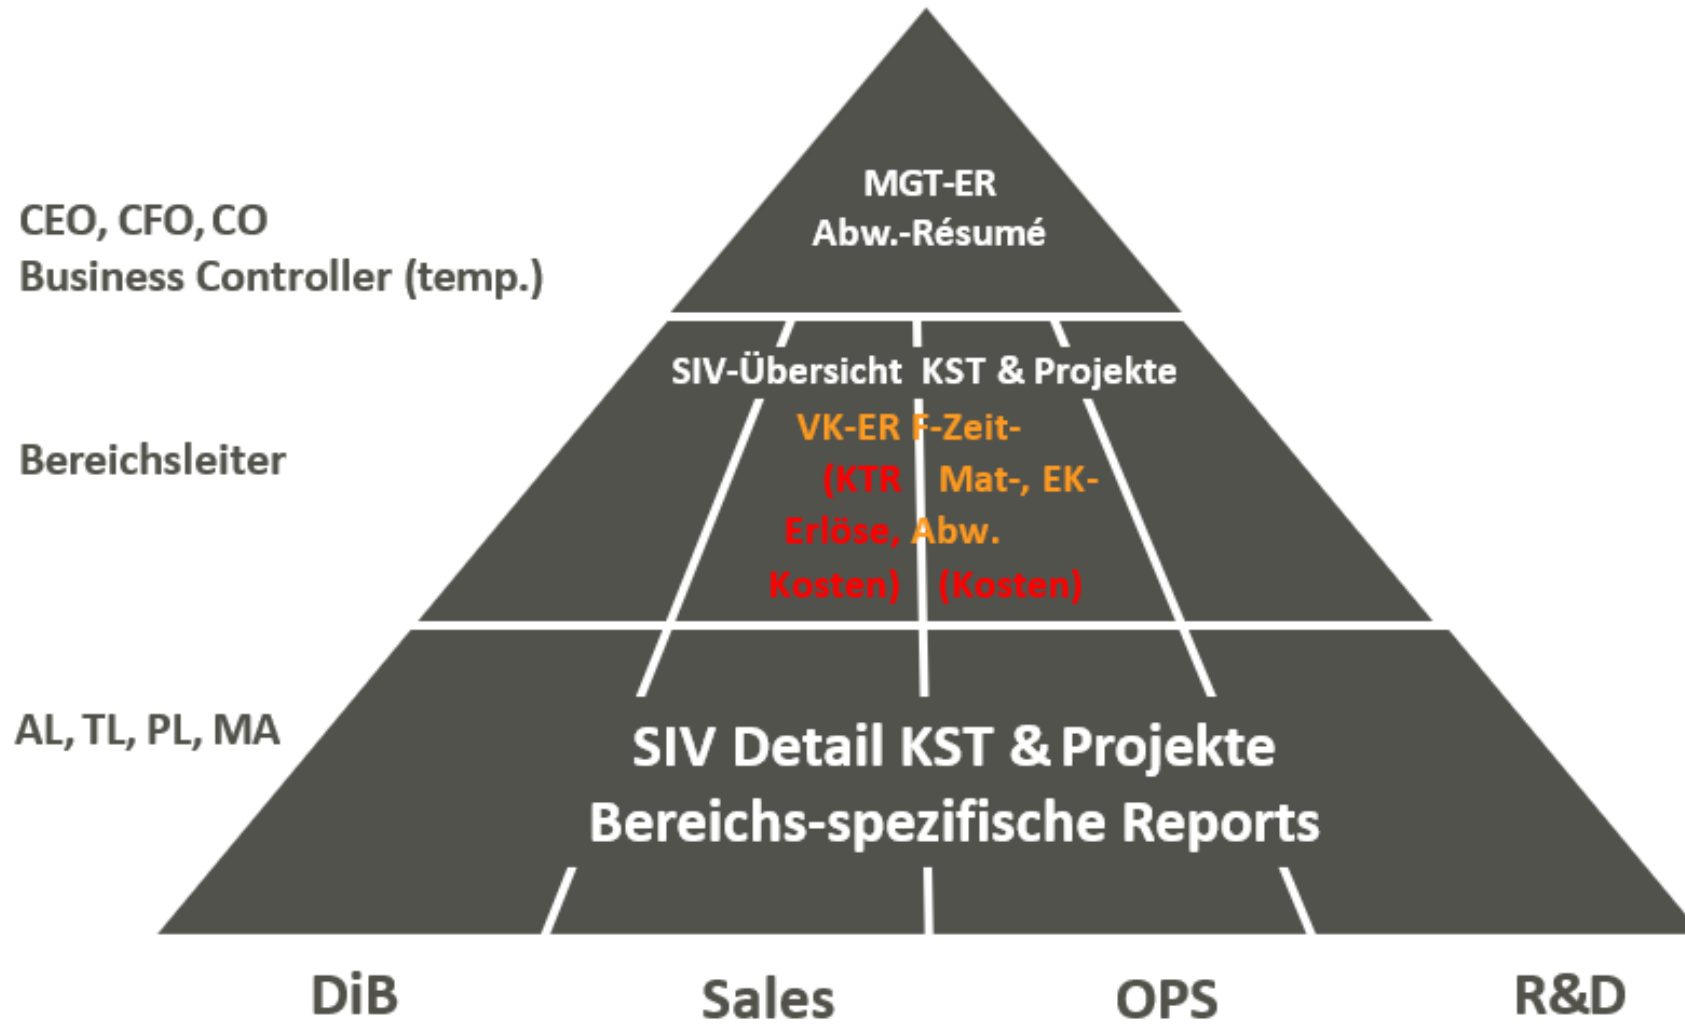 MGT-ER
Abw.-Résumé
CEO, CFO, CO
Business Controller (temp.)
SIV-Übersicht KST & Projekte
VK-ER F-Zeit-
(KTR Mat-, EK-
Erlöse, Abw.
Kosten) (Kosten)
Bereichsleiter
AL, TL, PL, MA
SIV Detail KST & Projekte
Bereichs-spezifische Reports
DiB Sales OPS R&D